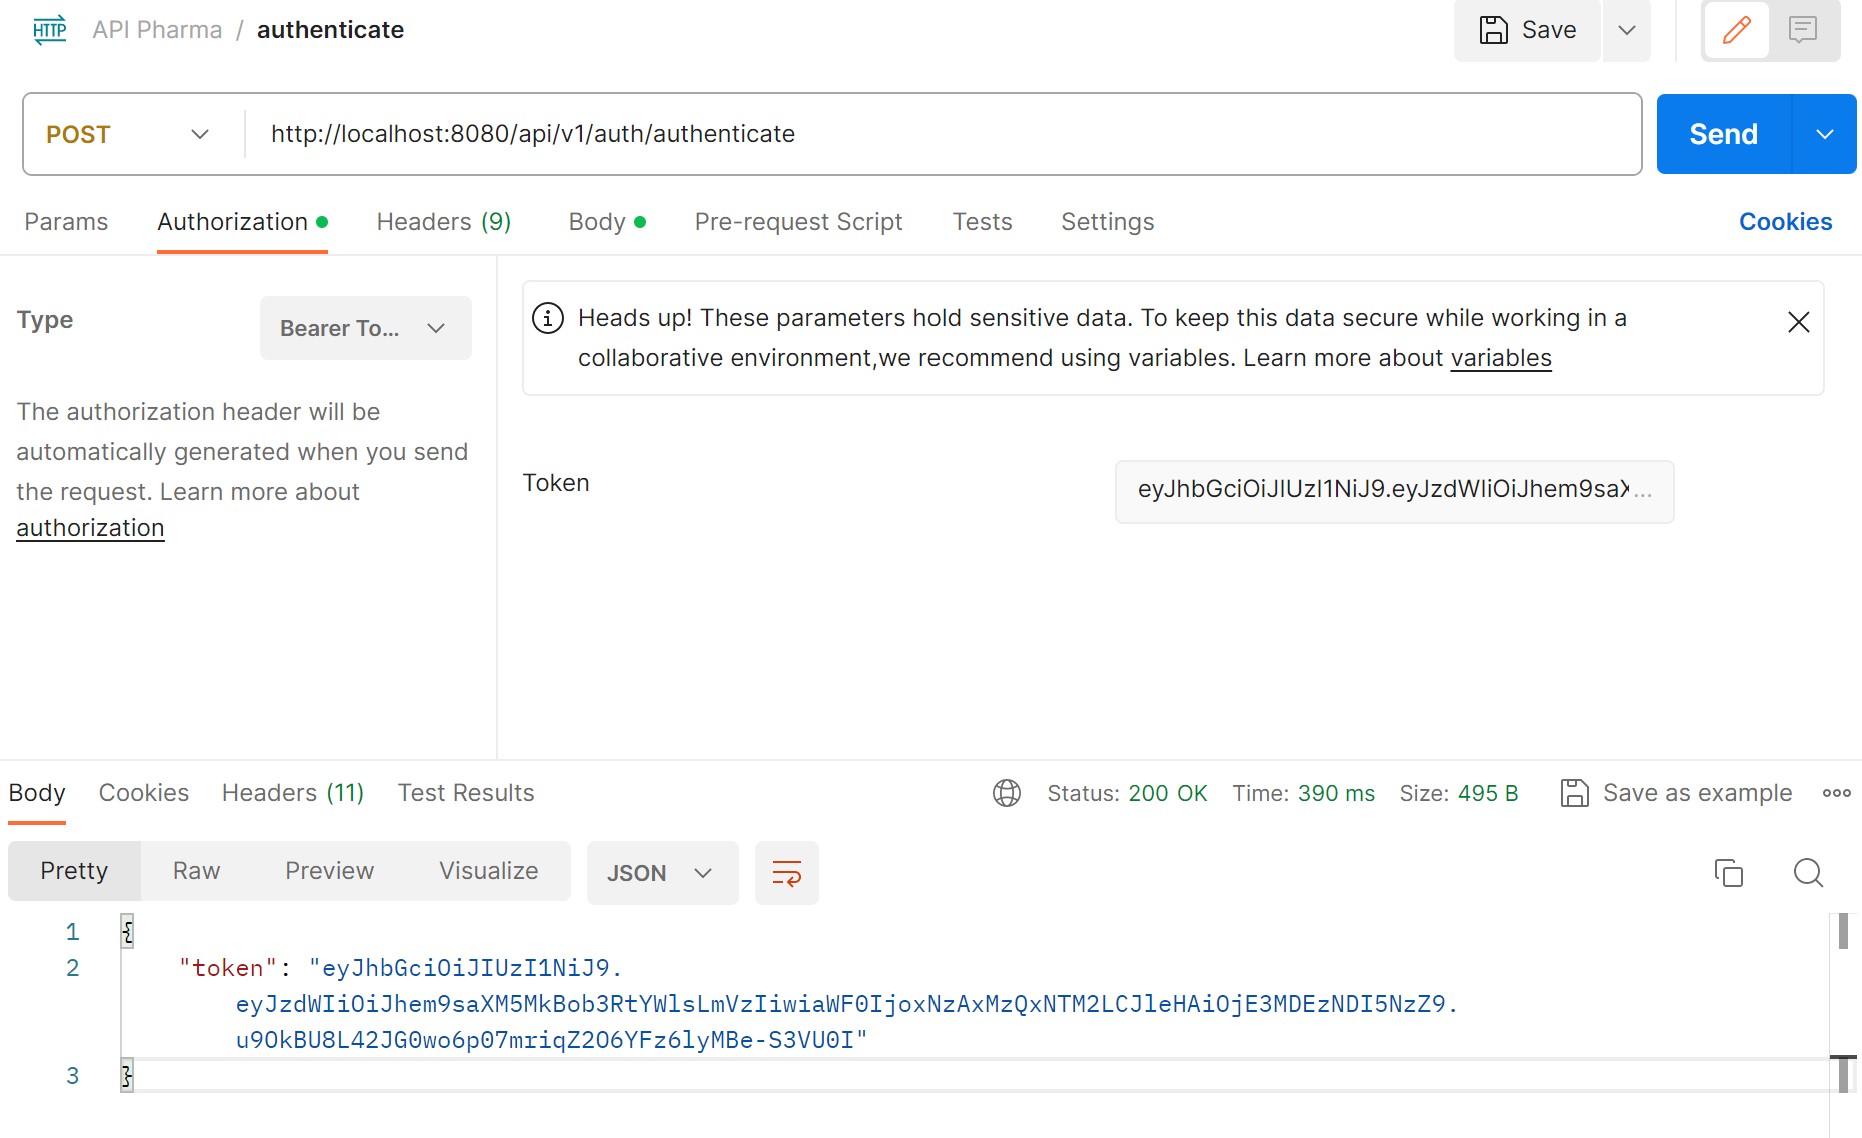 HTTP API Pharma / authenticate Save
POST http://localhost:8080/api/v1/auth/authenticate Send
Params Authorization Headers (9) Body Pre-request Script Tests Settings Cookies
Type Bearer To...
The authorization header will be
automatically generated when you send
the request. Learn more about
authorization
Heads up! These parameters hold sensitive data. To keep this data secure while working in a
collaborative environment,we recommend using variables. Learn more about variables
Token eyJhbGciOiJIUzI1NiJ9.eyJzdWIiOiJhem9saX...
Body Cookies Headers (11) Test Results Status: 200 OK Time: 390 ms Size: 495 B Save as example
Pretty Raw Preview Visualize JSON
1 {
2 "token": "eyJhbGciOiJIUzI1NiJ9.
eyJzdWIiOiJhem9saXM5MkBob3RtYWlsLmVzIiwiaWF0IjoxNzAxMzQxNTM2LCJleHAiOjE3MDEzNDI5NzZ9.
u9OkBU8L42JG0wo6p07mriqZ2O6YFz6lyMBe-S3VU0I"
3 }